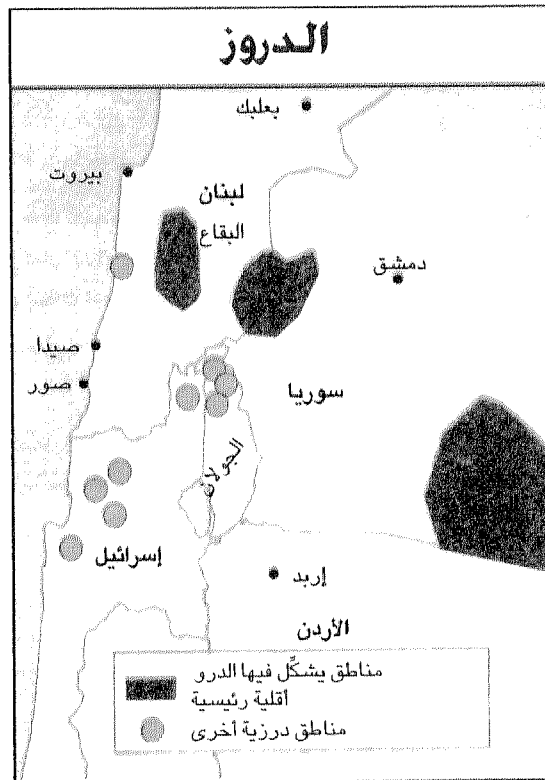 الدروز
بعلبك
بيروت
لبنان
البقاع
دمشق
صيدا
صور
سوريا
الجولان
إسرائيل
إربد
الأردن
مناطق يشكِّل فيها الدرو
أقلية رئيسية
مناطق درزية أخرى